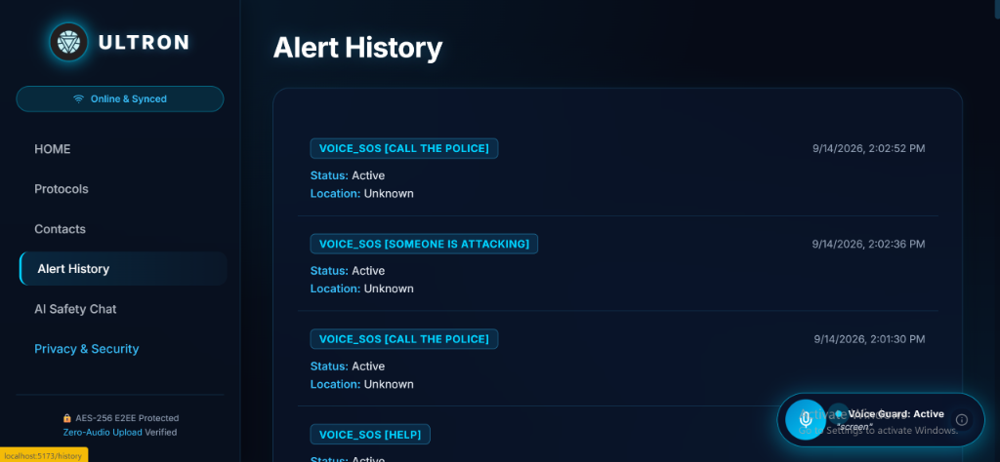 ULTRON
Online & Synced
HOME
Protocols
Contacts
Alert History
AI Safety Chat
Privacy & Security
AES-256 E2EE Protected
Zero-Audio Upload Verified
localhost:5173/history
Alert History
VOICE_SOS [CALL THE POLICE]
9/14/2026, 2:02:52 PM
Status: Active
Location: Unknown
VOICE_SOS [SOMEONE IS ATTACKING]
9/14/2026, 2:02:36 PM
Status: Active
Location: Unknown
VOICE_SOS [CALL THE POLICE]
9/14/2026, 2:01:30 PM
Status: Active
Location: Unknown
VOICE_SOS [HELP]
Status: Active
Voice Guard: Active
"screen"
Activate Windows
Go to Settings to activate Windows.